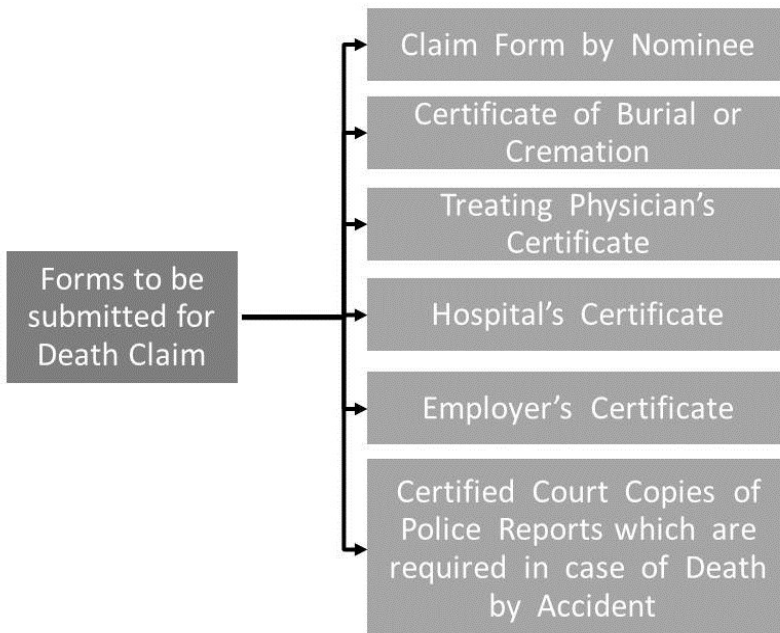 Forms to be
submitted for
Death Claim
Claim Form by Nominee
Certificate of Burial or
Cremation
Treating Physician’s
Certificate
Hospital’s Certificate
Employer’s Certificate
Certified Court Copies of
Police Reports which are
required in case of Death
by Accident